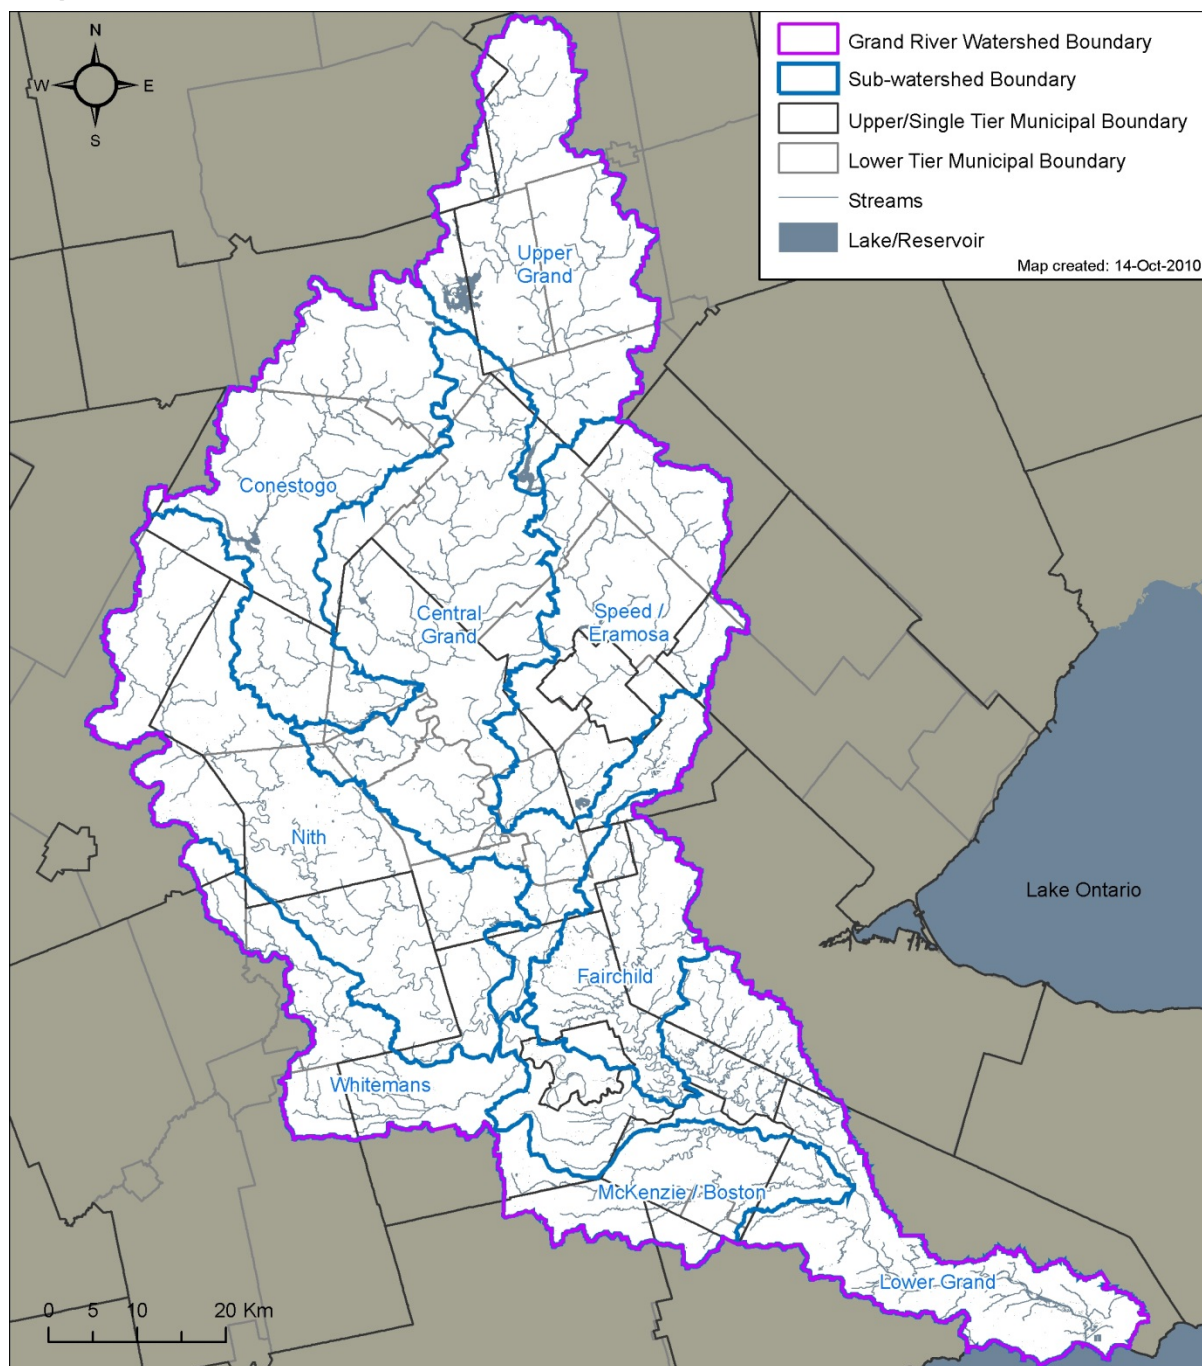 N
W E
S
Grand River Watershed Boundary
Sub-watershed Boundary
Upper/Single Tier Municipal Boundary
Lower Tier Municipal Boundary
Streams
Lake/Reservoir
Map created: 14-Oct-2010
Upper
Grand
Conestogo
Central
Grand
Speed /
Eramosa
Nith
Lake Ontario
Fairchild
Whitemans
McKenzie / Boston
Lower Grand
0 5 10 20 Km